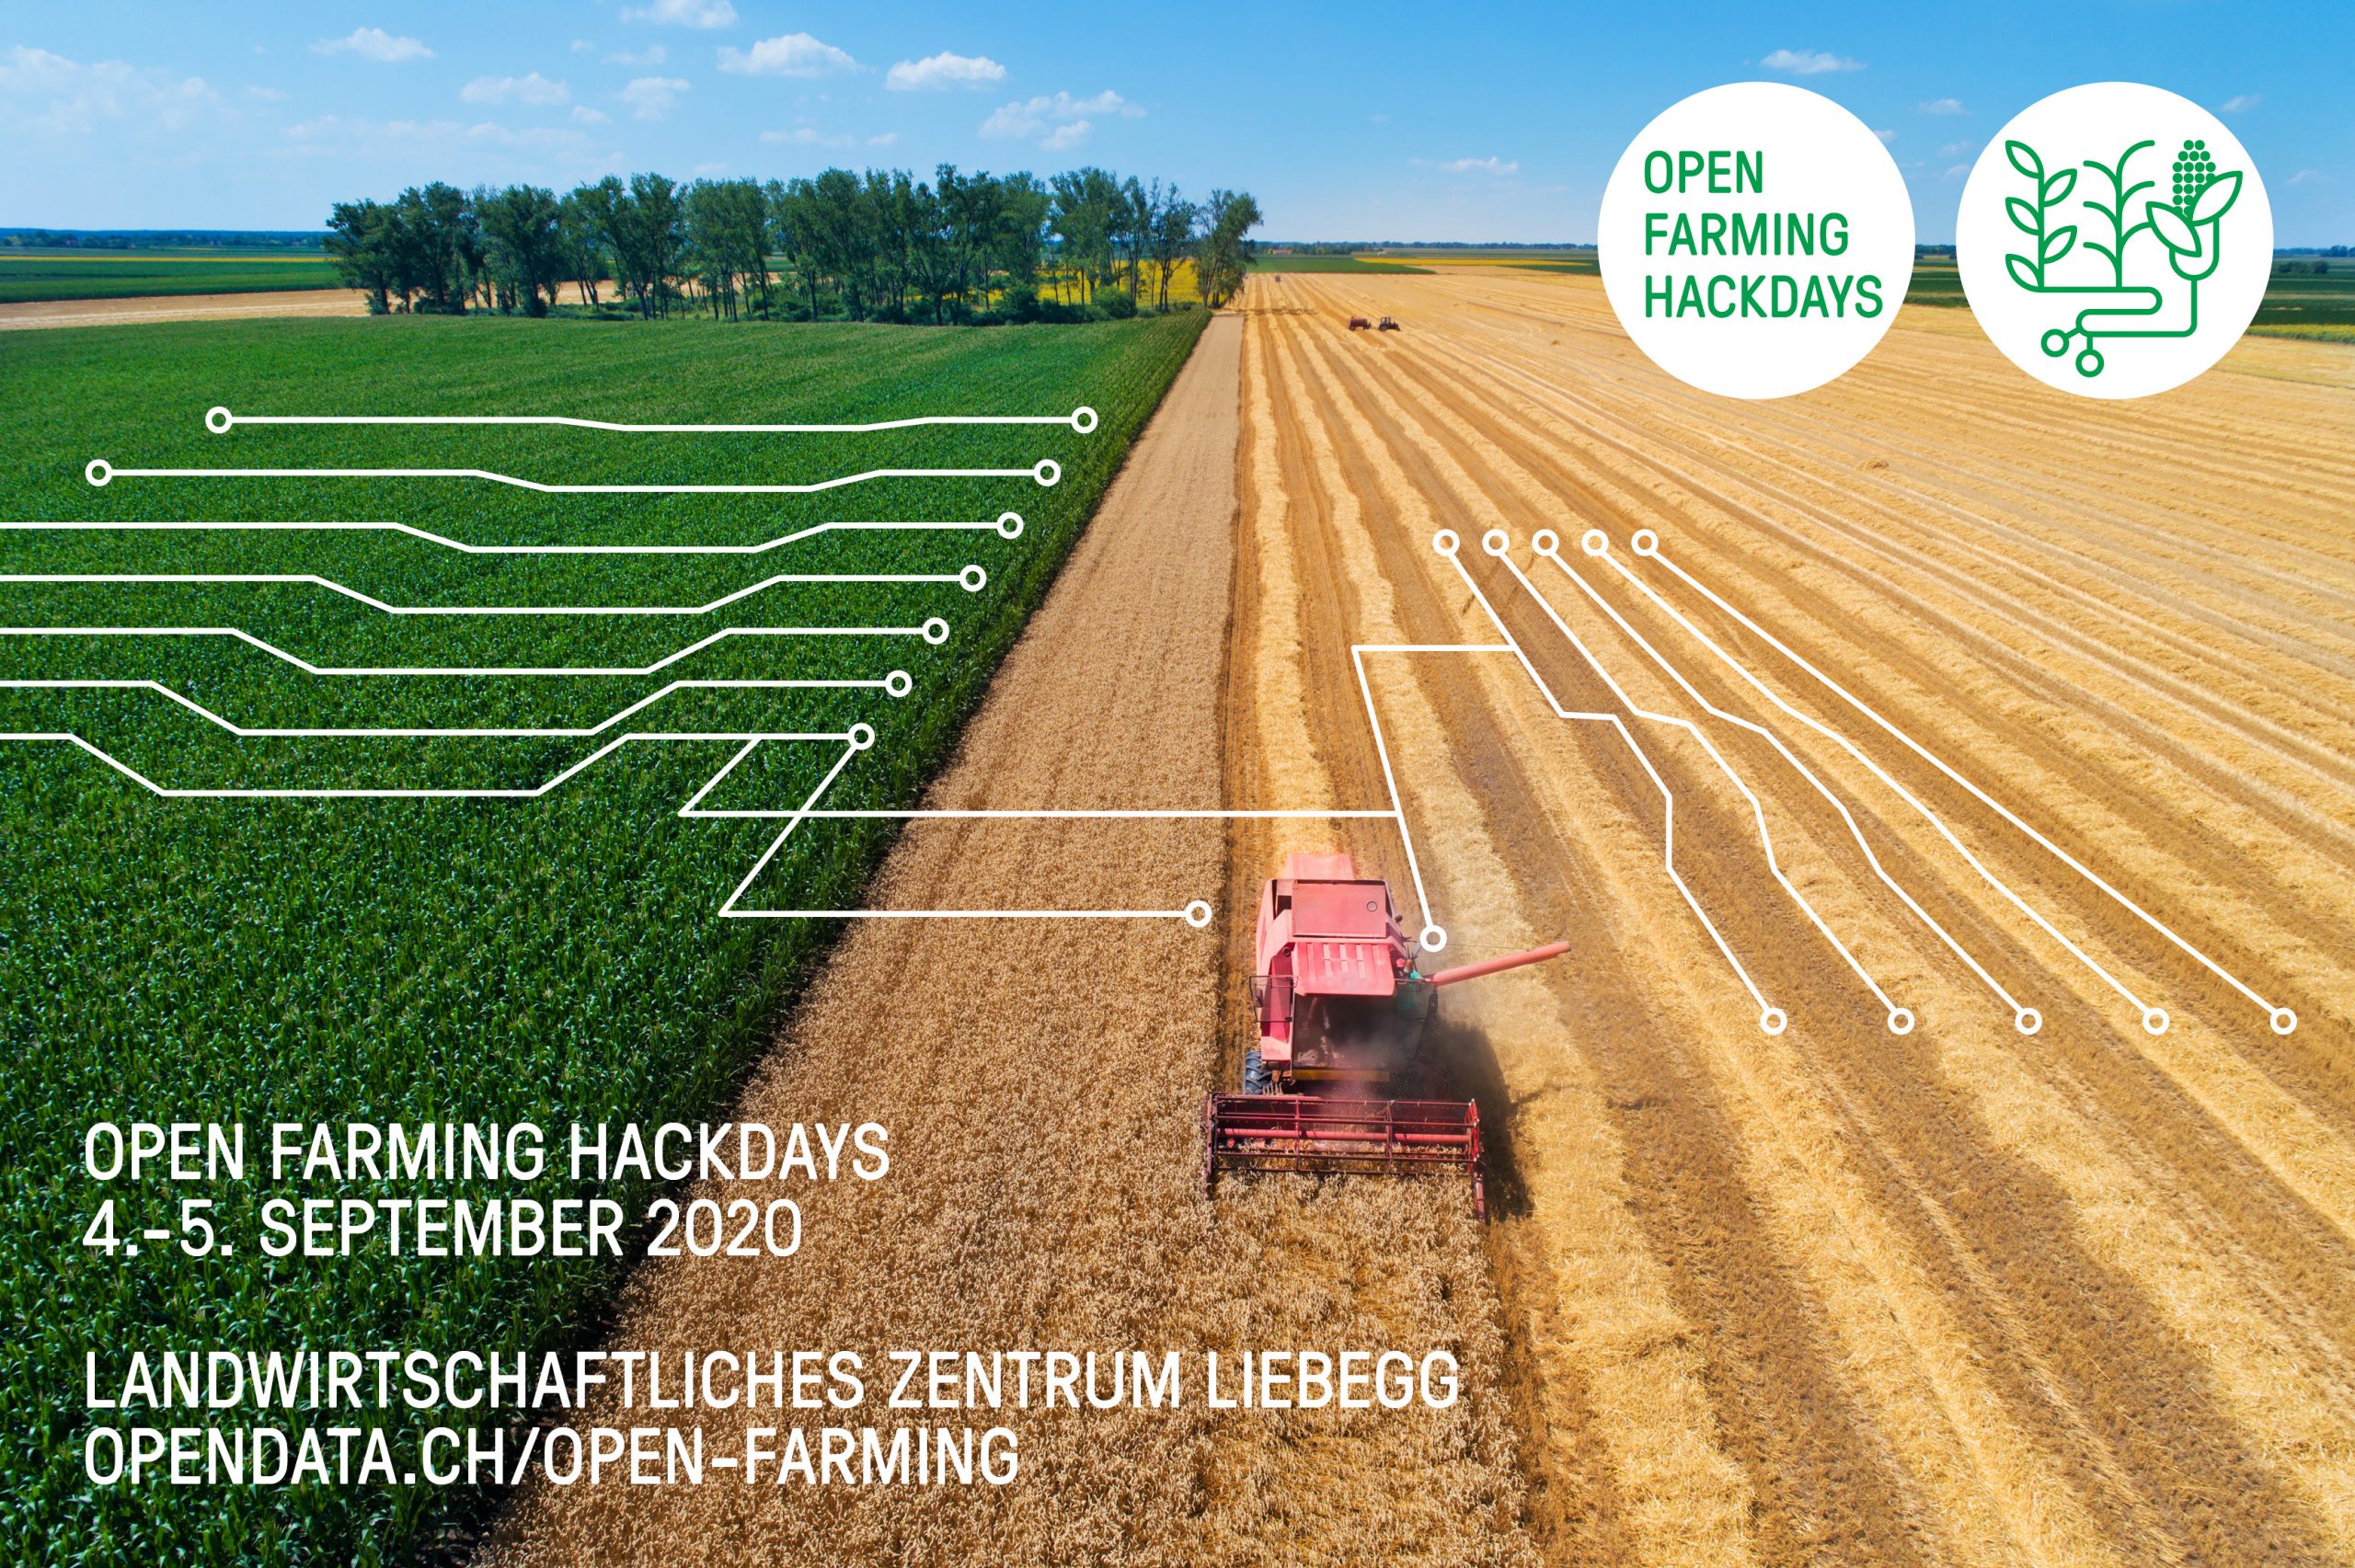 OPEN
FARMING
HACKDAYS
OPEN FARMING HACKDAYS
4.-5. SEPTEMBER 2020
LANDWIRTSCHAFTLICHES ZENTRUM LIEBEGG
OPENDATA.CH/OPEN-FARMING